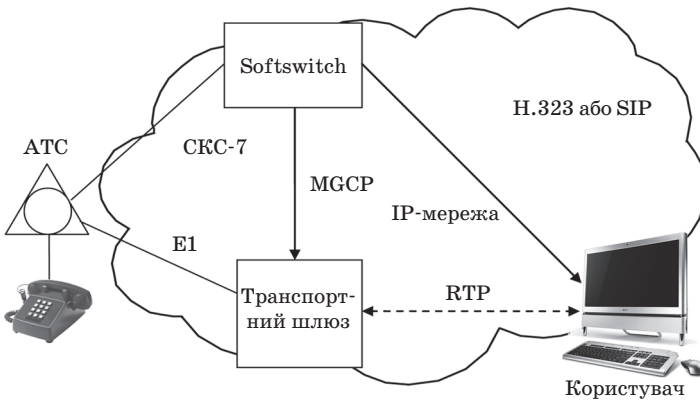 Softswitch
H.323 або SIP
АТС
СКС-7
MGCP
IP-мережа
E1
Транспорт-
ний шлюз
RTP
Користувач